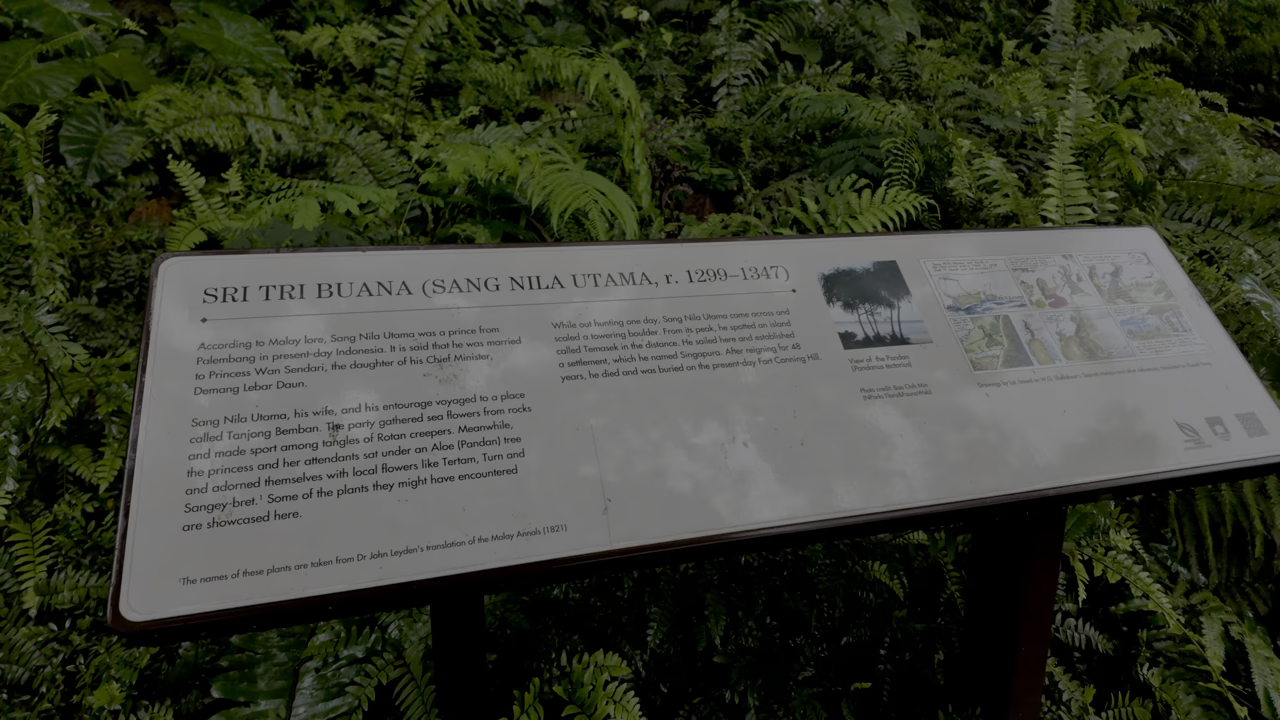 SRI TRI BUANA (SANG NILA UTAMA, r. 1299–1347)
According to Malay lore, Sang Nila Utama was a prince from
Palembang in present-day Indonesia. It is said that he was married
to Princess Wan Sendari, the daughter of his Chief Minister,
Demang Lebar Daun.
Sang Nila Utama, his wife, and his entourage voyaged to a place
called Tanjong Bemban. The party gathered sea flowers from rocks
and made sport among tangles of Rotan creepers. Meanwhile,
the princess and her attendants sat under an Aloe (Pandan) tree
and adorned themselves with local flowers like Tertam, Turn and
Sangey-bret.¹ Some of the plants they might have encountered
are showcased here.
¹The names of these plants are taken from Dr John Leyden's translation of the Malay Annals (1821)
While out hunting one day, Sang Nila Utama came across and
scaled a towering boulder. From its peak, he spotted an island
called Temasek in the distance. He sailed here and established
a settlement, which he named Singapura. After reigning for 48
years, he died and was buried on the present-day Fort Canning Hill.
View of the Pandan
(Pandanus tectorius)
Photo credit: